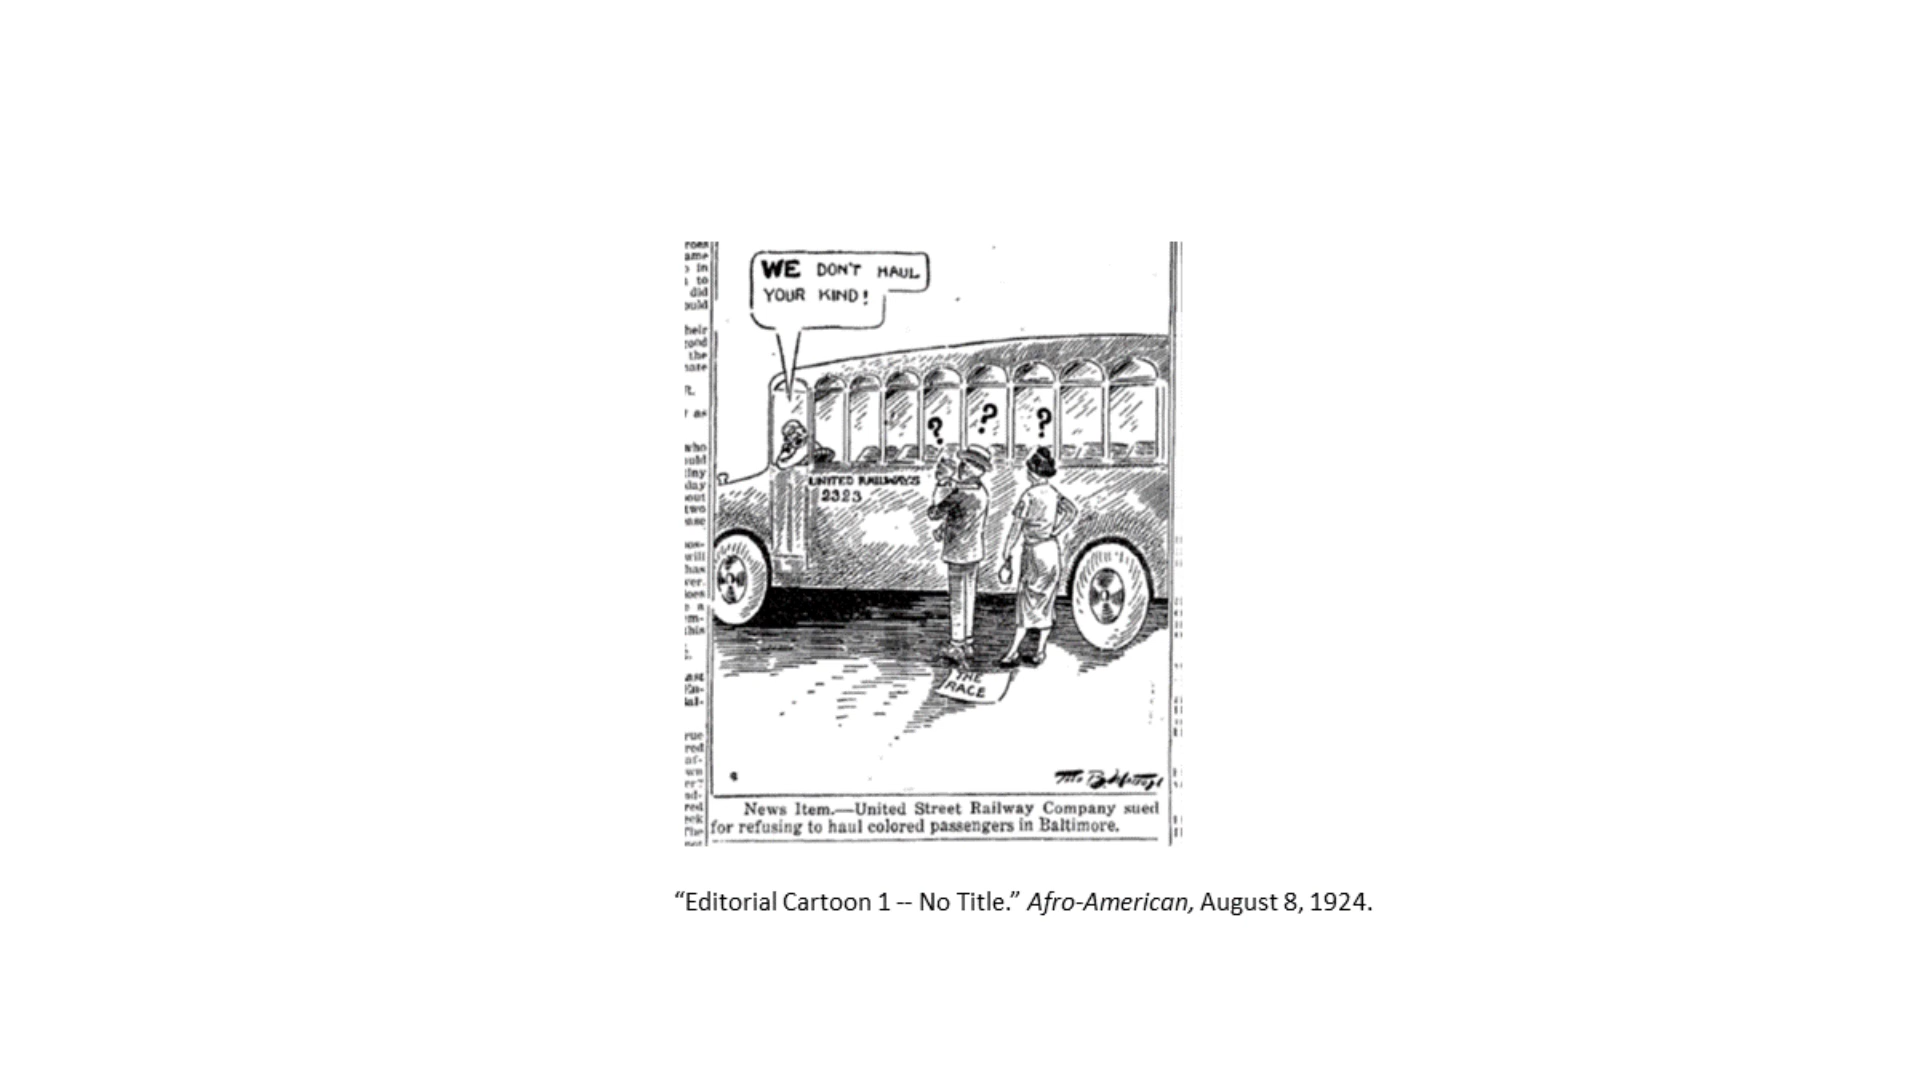 WE DON'T HAUL
YOUR KIND!
? ? ?
UNITED RAILWAYS
2323
THE
RACE
News Item.—United Street Railway Company sued
for refusing to haul colored passengers in Baltimore.
“Editorial Cartoon 1 -- No Title.” Afro-American, August 8, 1924.